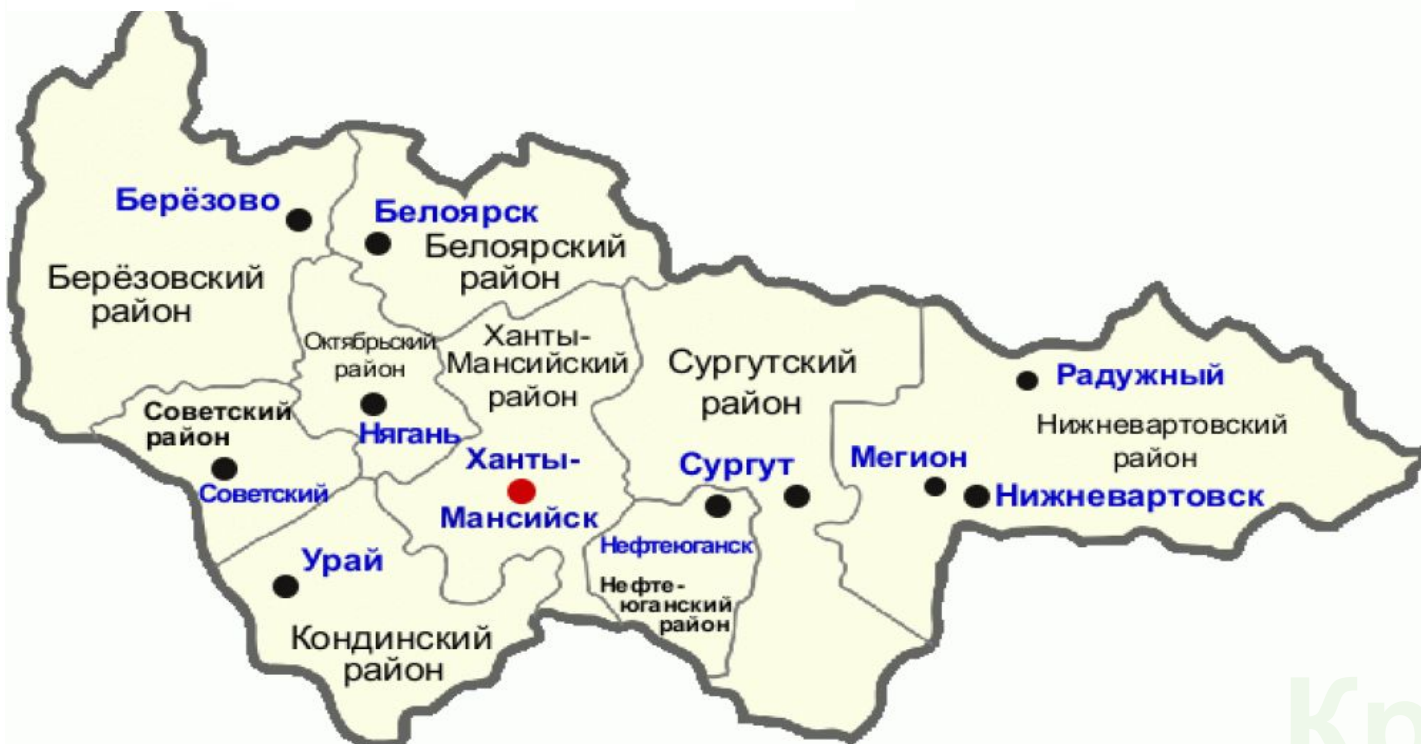 Берёзово
Белоярск
Белоярский
район
Берёзовский
район
Октябрьский
район
Ханты-
Мансийский
район
Сургутский
район
Радужный
Нижневартовский
район
Советский
район
Нягань
Советский
Ханты-
Мансийск
Сургут
Мегион
Нижневартовск
Нефтеюганск
Нефте-
юганский
район
Урай
Кондинский
район